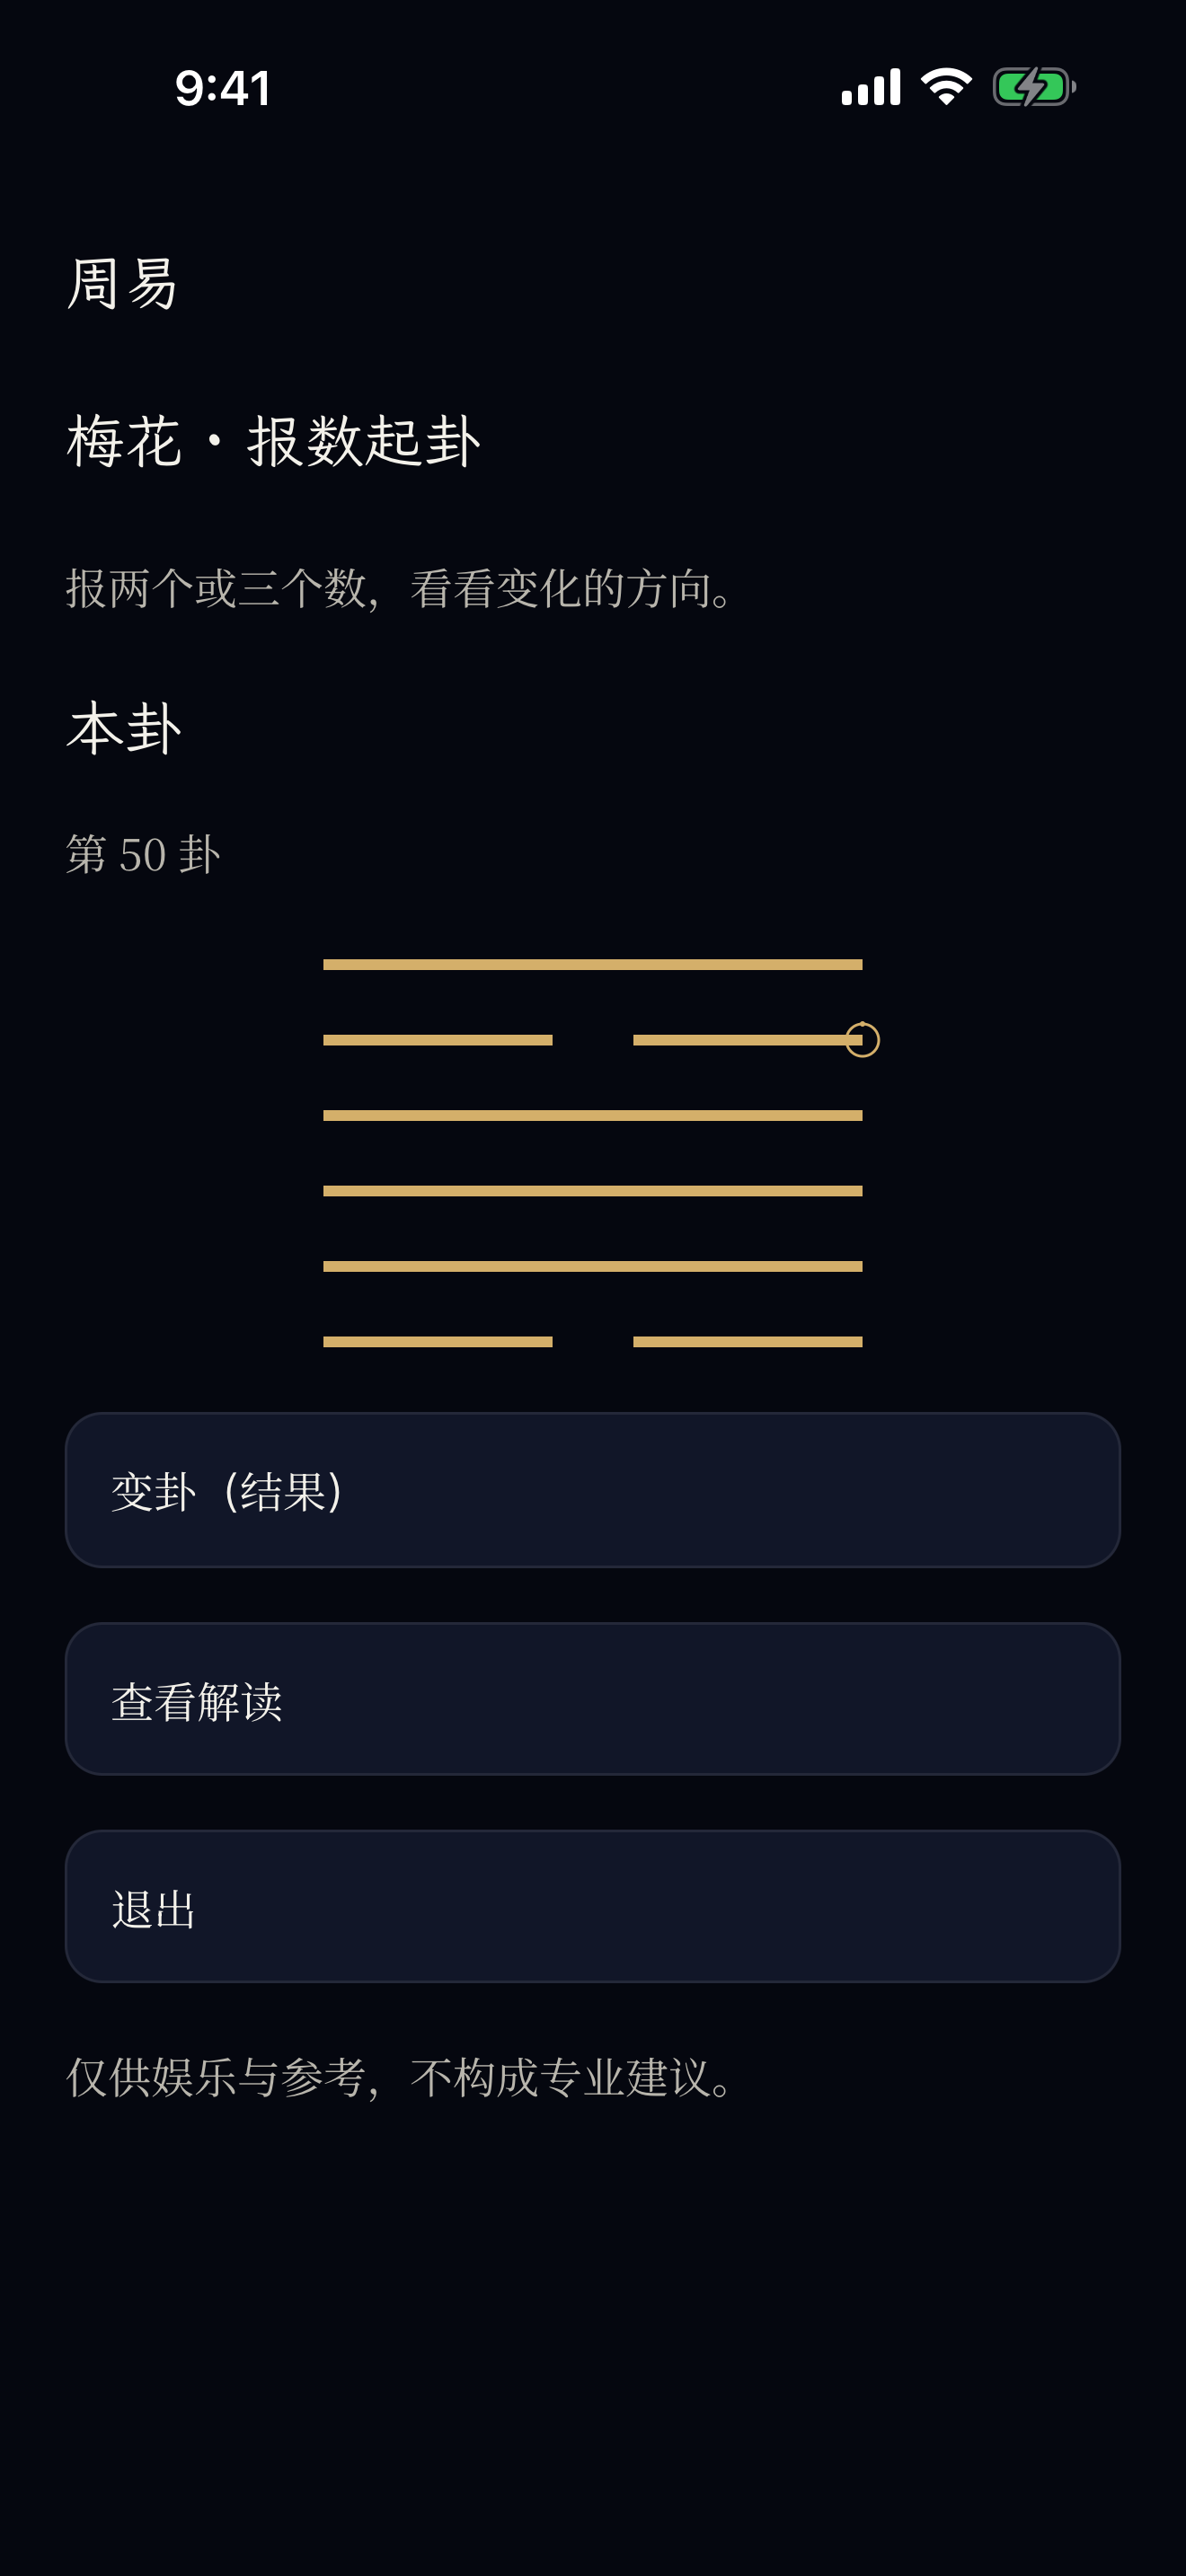 9:41
周易
梅花・报数起卦
报两个或三个数，看看变化的方向。
本卦
第 50 卦
变卦（结果）
查看解读
退出
仅供娱乐与参考，不构成专业建议。